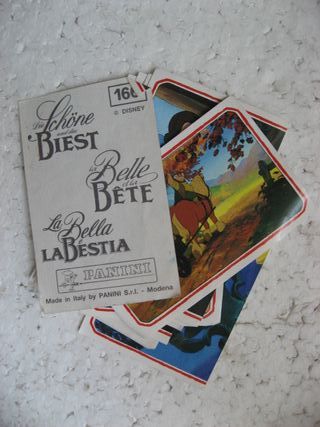 166
© DISNEY
Die Schöne
und das
BIEST
La Belle
et la
BÊTE
La Bella
e
LA BESTIA
PANINI
Made in Italy by PANINI S.r.l. - Modena